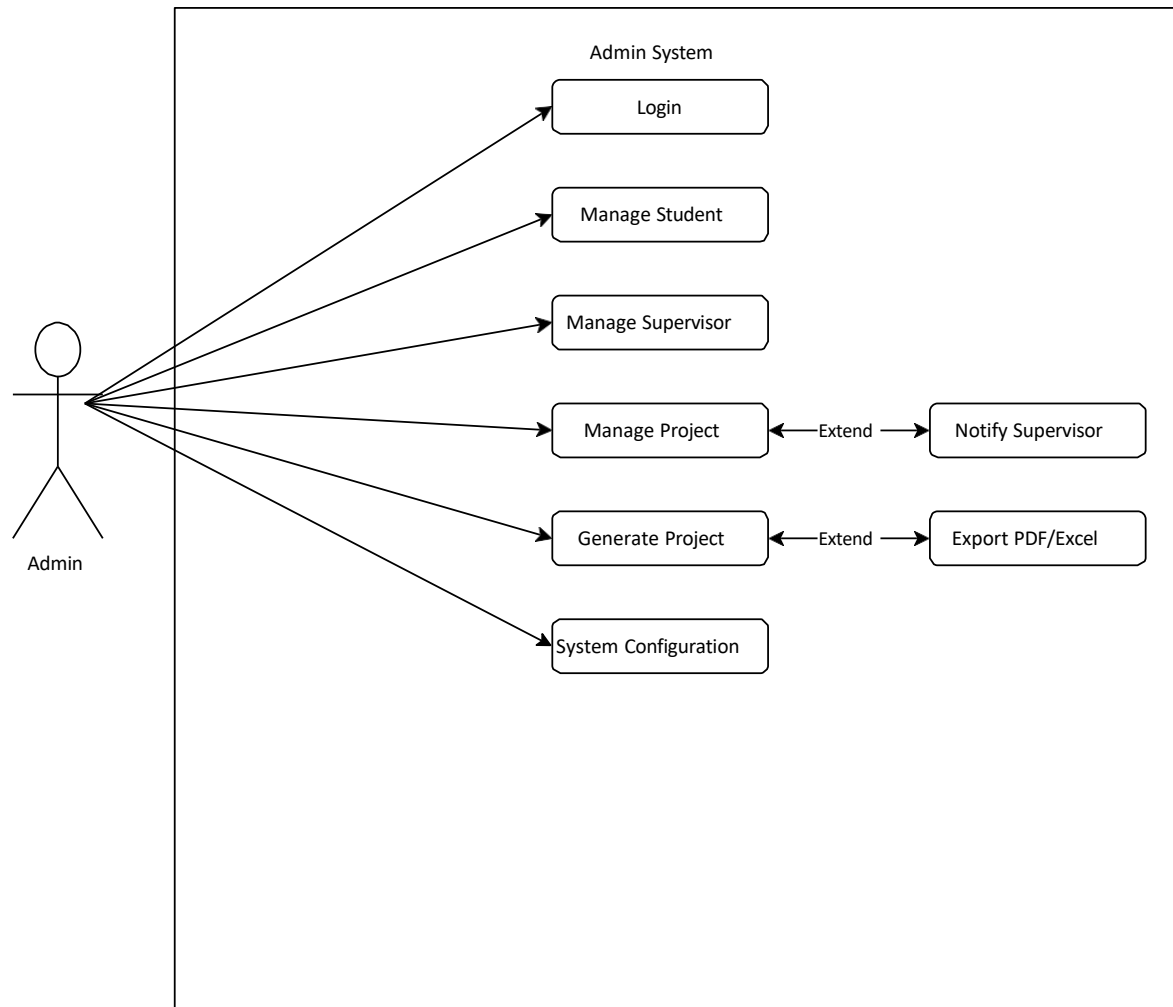 Admin System
Login
Manage Student
Manage Supervisor
Manage Project
Extend
Notify Supervisor
Generate Project
Extend
Export PDF/Excel
Admin
System Configuration